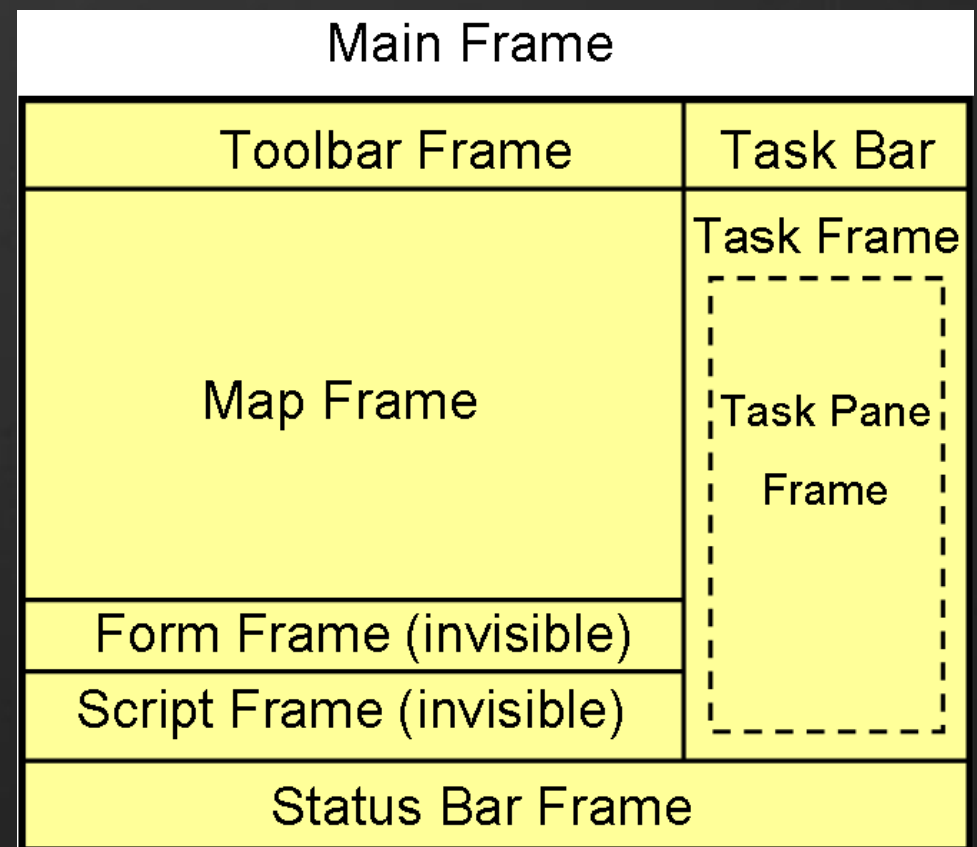 Main Frame
Toolbar Frame
Task Bar
Task Frame
Map Frame
Task Pane
Frame
Form Frame (invisible)
Script Frame (invisible)
Status Bar Frame